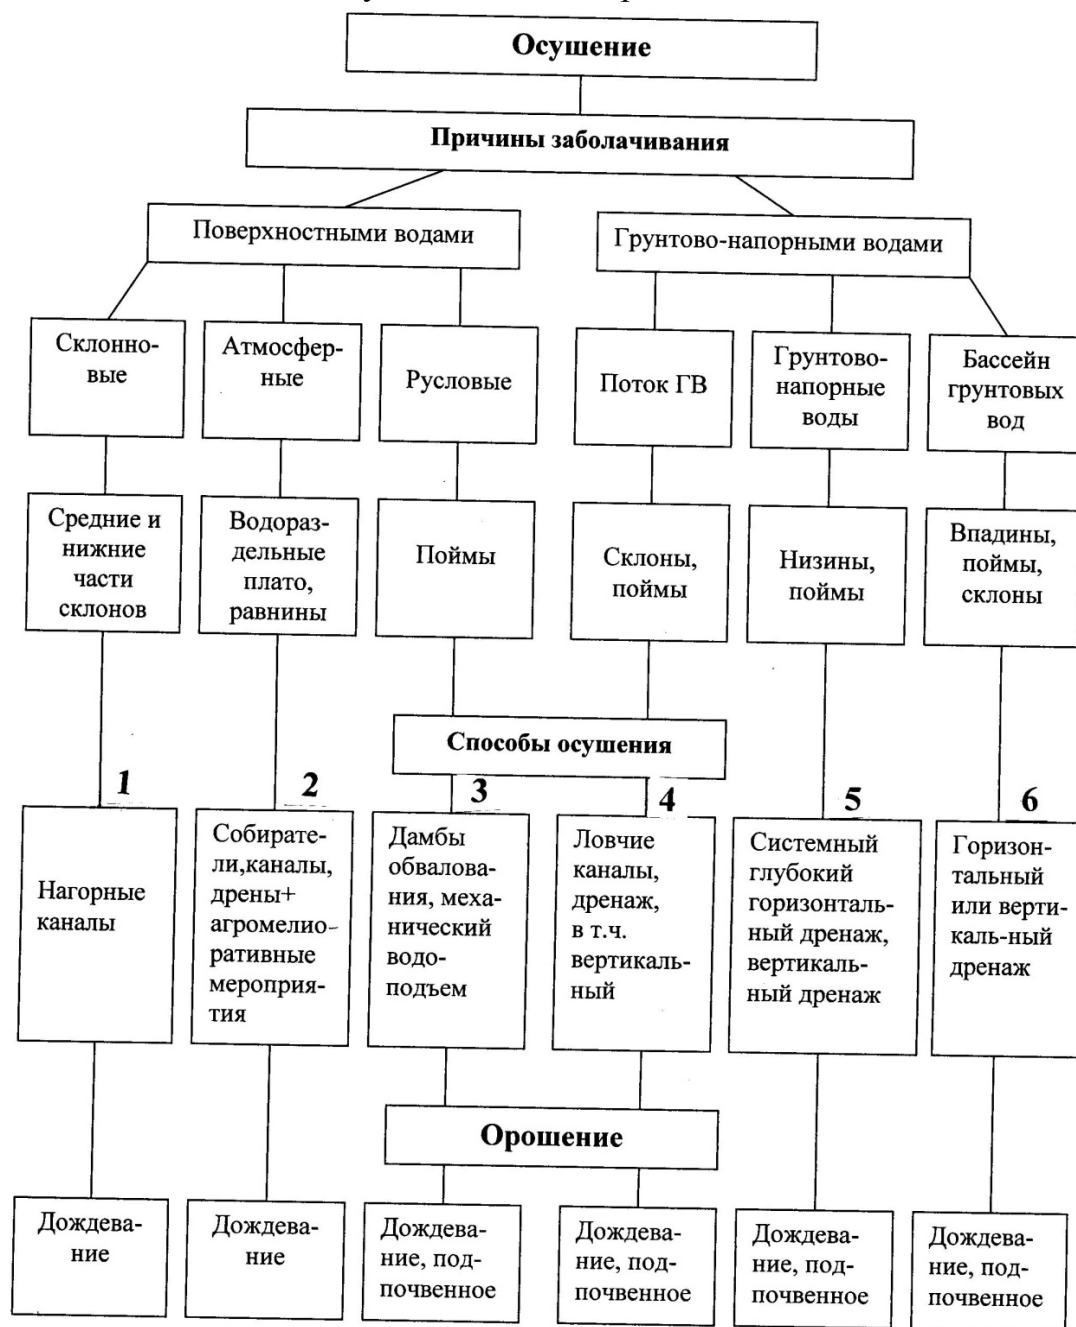 Осушение
Причины заболачивания
Поверхностными водами
Грунтово-напорными водами
Склонно-
вые
Атмосфер-
ные
Русловые
Поток ГВ
Грунтово-
напорные
воды
Бассейн
грунтовых
вод
Средние и
нижние
части
склонов
Водораз-
дельные
плато,
равнины
Поймы
Склоны,
поймы
Низины,
поймы
Впадины,
поймы,
склоны
Способы осушения
1
2
3
4
5
6
Нагорные
каналы
Собирате-
ли,каналы,
дрены+
агромелио-
ративные
мероприя-
тия
Дамбы
обвалова-
ния, меха-
нический
водо-
подъем
Ловчие
каналы,
дренаж,
в т.ч.
вертикаль-
ный
Системный
глубокий
горизонталь-
ный дренаж,
вертикаль-
ный дренаж
Горизон-
тальный
или верти-
каль-ный
дренаж
Орошение
Дождева-
ние
Дождева-
ние
Дождева-
ние, под-
почвенное
Дождева-
ние, под-
почвенное
Дождева-
ние, под-
почвенное
Дождева-
ние, под-
почвенное